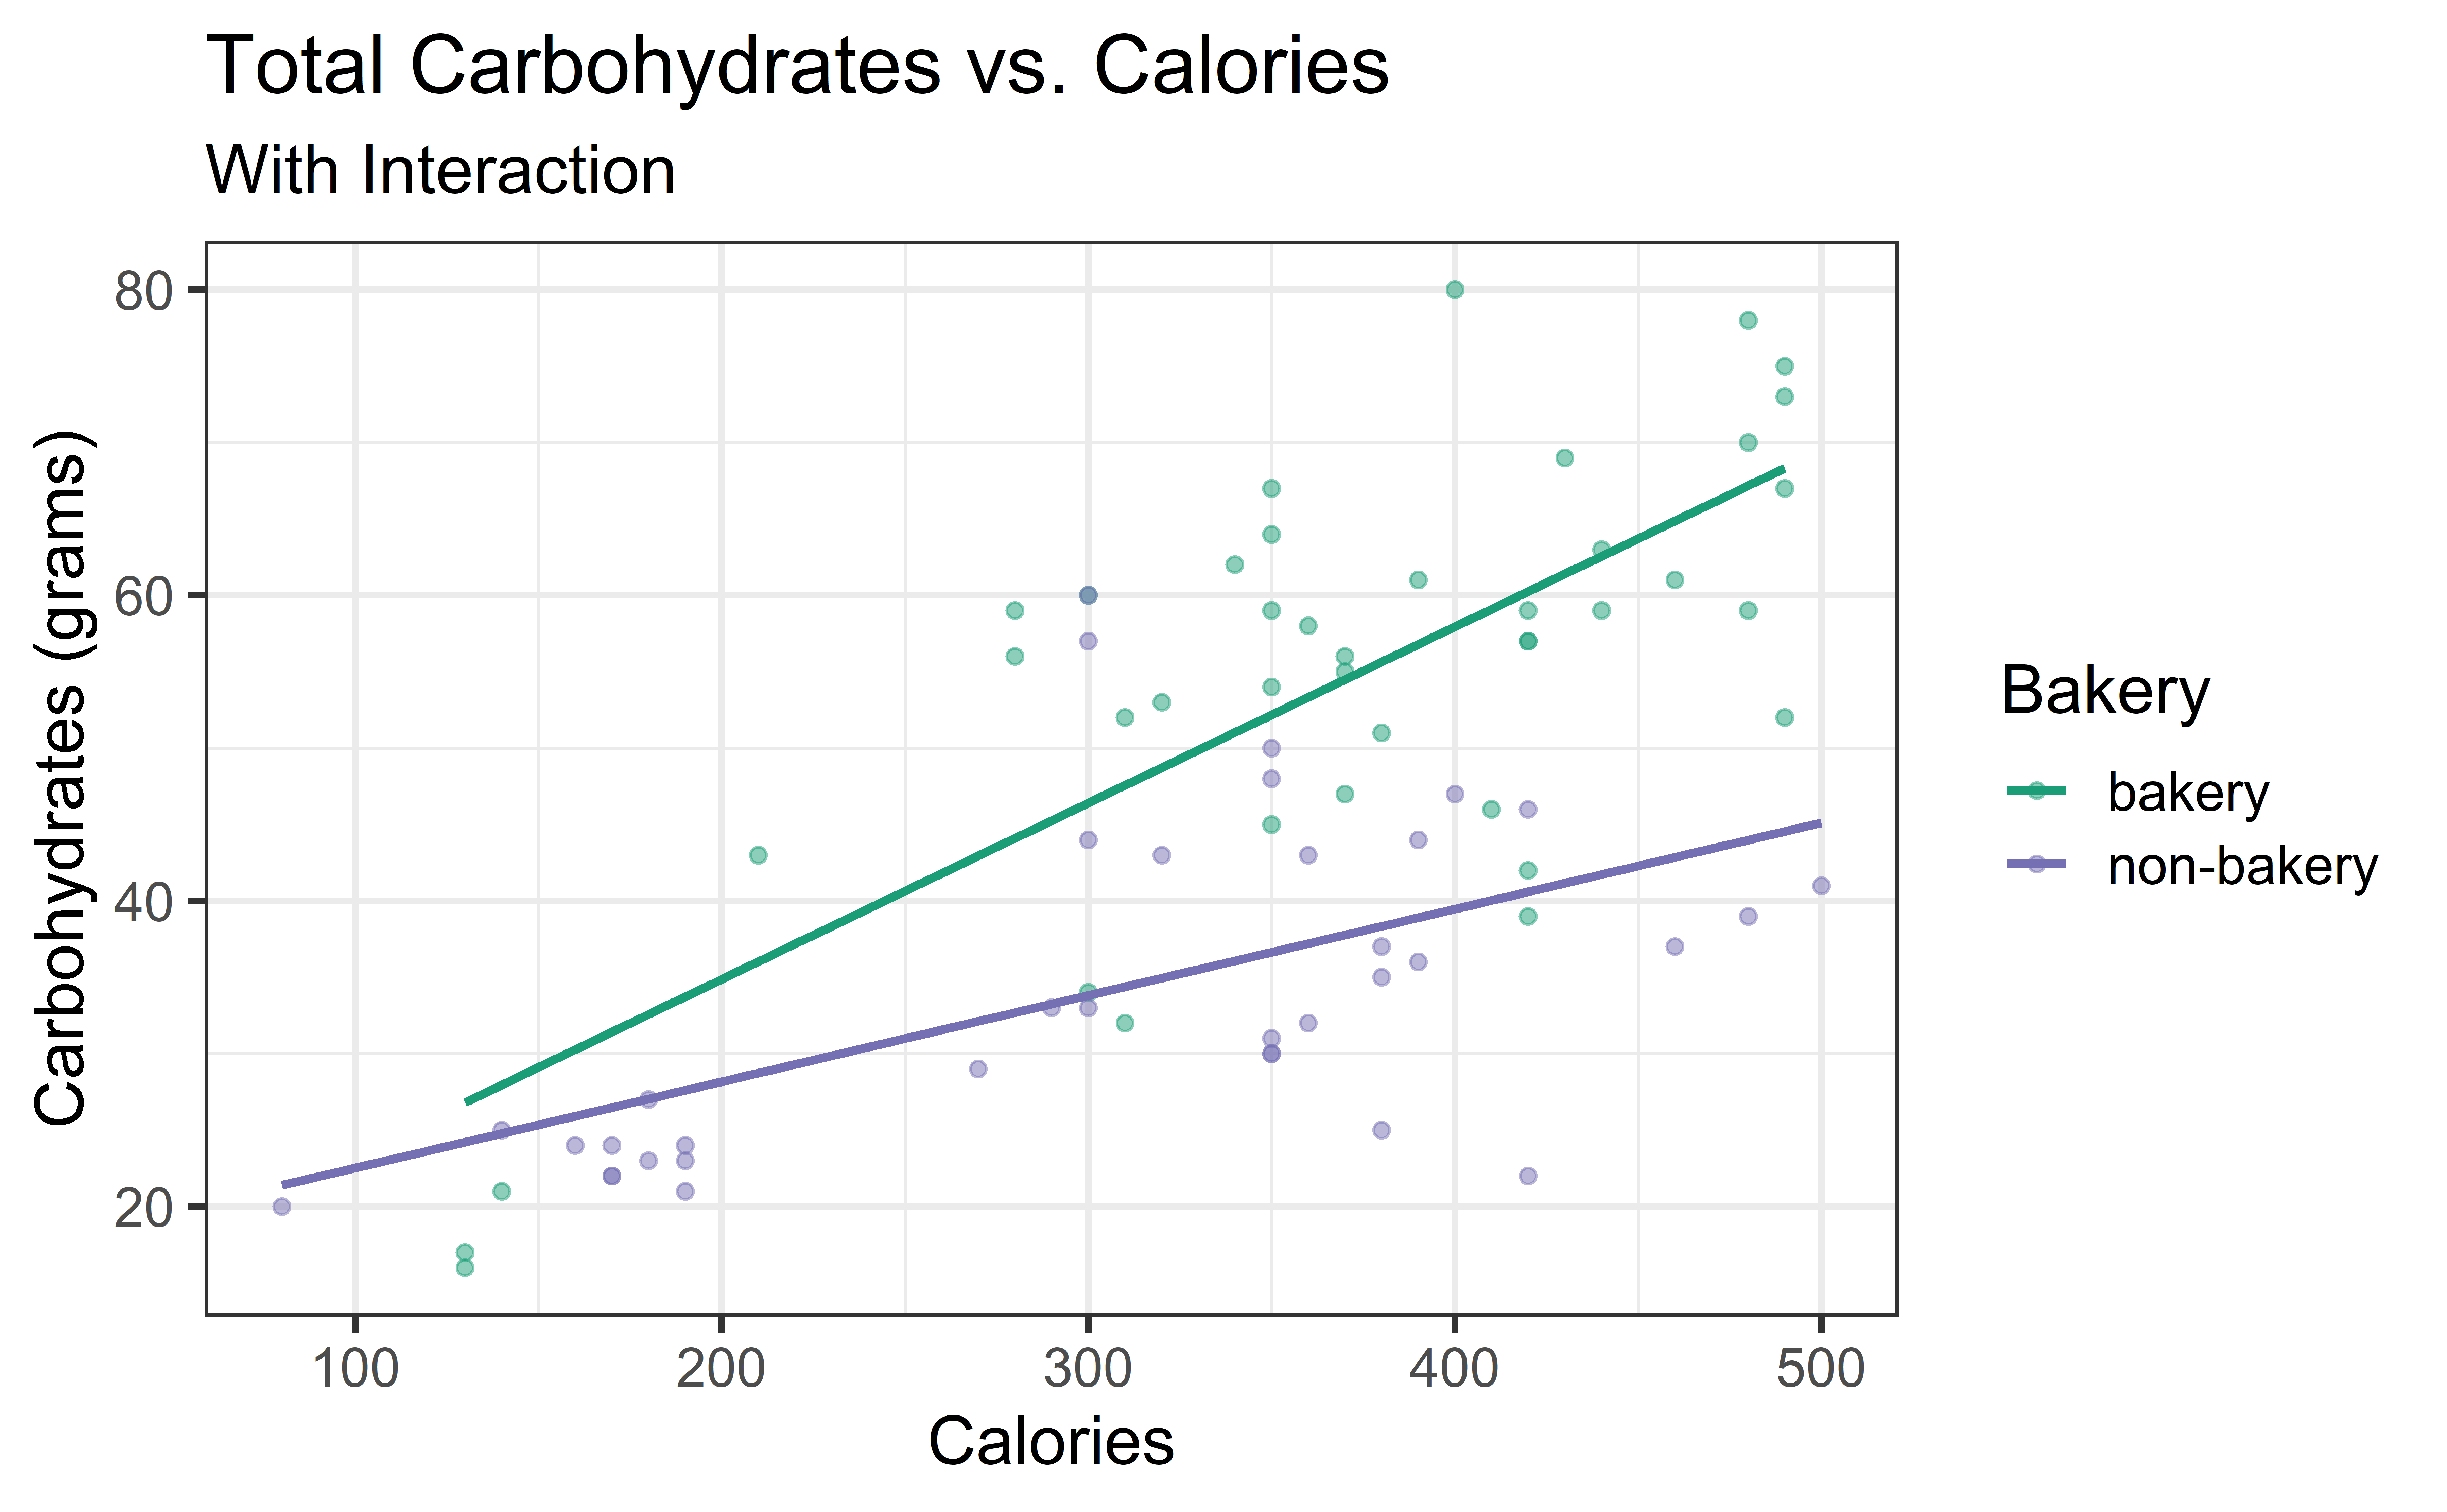 Total Carbohydrates vs. Calories
With Interaction
Carbohydrates (grams)
80
60
40
20
100 200 300 400 500
Calories
Bakery
bakery
non-bakery